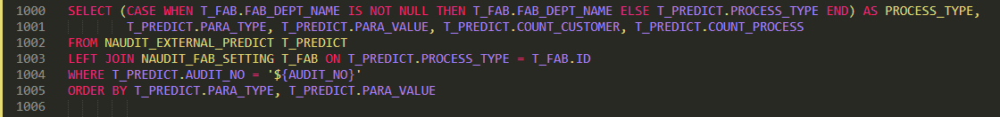 1000 SELECT (CASE WHEN T_FAB.FAB_DEPT_NAME IS NOT NULL THEN T_FAB.FAB_DEPT_NAME ELSE T_PREDICT.PROCESS_TYPE END) AS PROCESS_TYPE,
1001 T_PREDICT.PARA_TYPE, T_PREDICT.PARA_VALUE, T_PREDICT.COUNT_CUSTOMER, T_PREDICT.COUNT_PROCESS
1002 FROM NAUDIT_EXTERNAL_PREDICT T_PREDICT
1003 LEFT JOIN NAUDIT_FAB_SETTING T_FAB ON T_PREDICT.PROCESS_TYPE = T_FAB.ID
1004 WHERE T_PREDICT.AUDIT_NO = '${AUDIT_NO}'
1005 ORDER BY T_PREDICT.PARA_TYPE, T_PREDICT.PARA_VALUE
1006